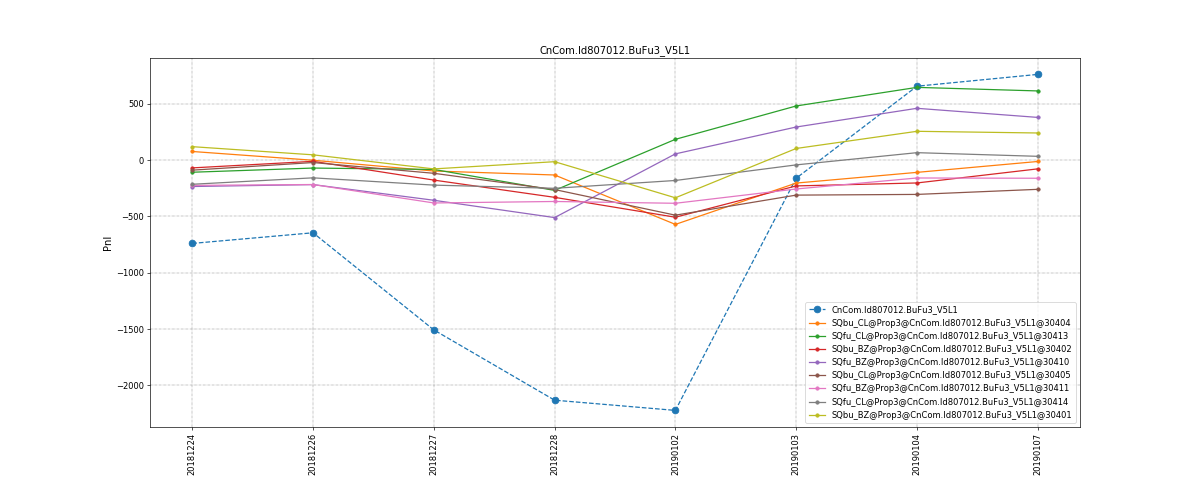 CnCom.Id807012.BuFu3_V5L1
500
0
−500
−1000
−1500
−2000
Pnl
20181224
20181226
20181227
20181228
20190102
20190103
20190104
20190107
CnCom.Id807012.BuFu3_V5L1
SQbu_CL@Prop3@CnCom.Id807012.BuFu3_V5L1@30404
SQfu_CL@Prop3@CnCom.Id807012.BuFu3_V5L1@30413
SQbu_BZ@Prop3@CnCom.Id807012.BuFu3_V5L1@30402
SQfu_BZ@Prop3@CnCom.Id807012.BuFu3_V5L1@30410
SQbu_CL@Prop3@CnCom.Id807012.BuFu3_V5L1@30405
SQfu_BZ@Prop3@CnCom.Id807012.BuFu3_V5L1@30411
SQfu_CL@Prop3@CnCom.Id807012.BuFu3_V5L1@30414
SQbu_BZ@Prop3@CnCom.Id807012.BuFu3_V5L1@30401